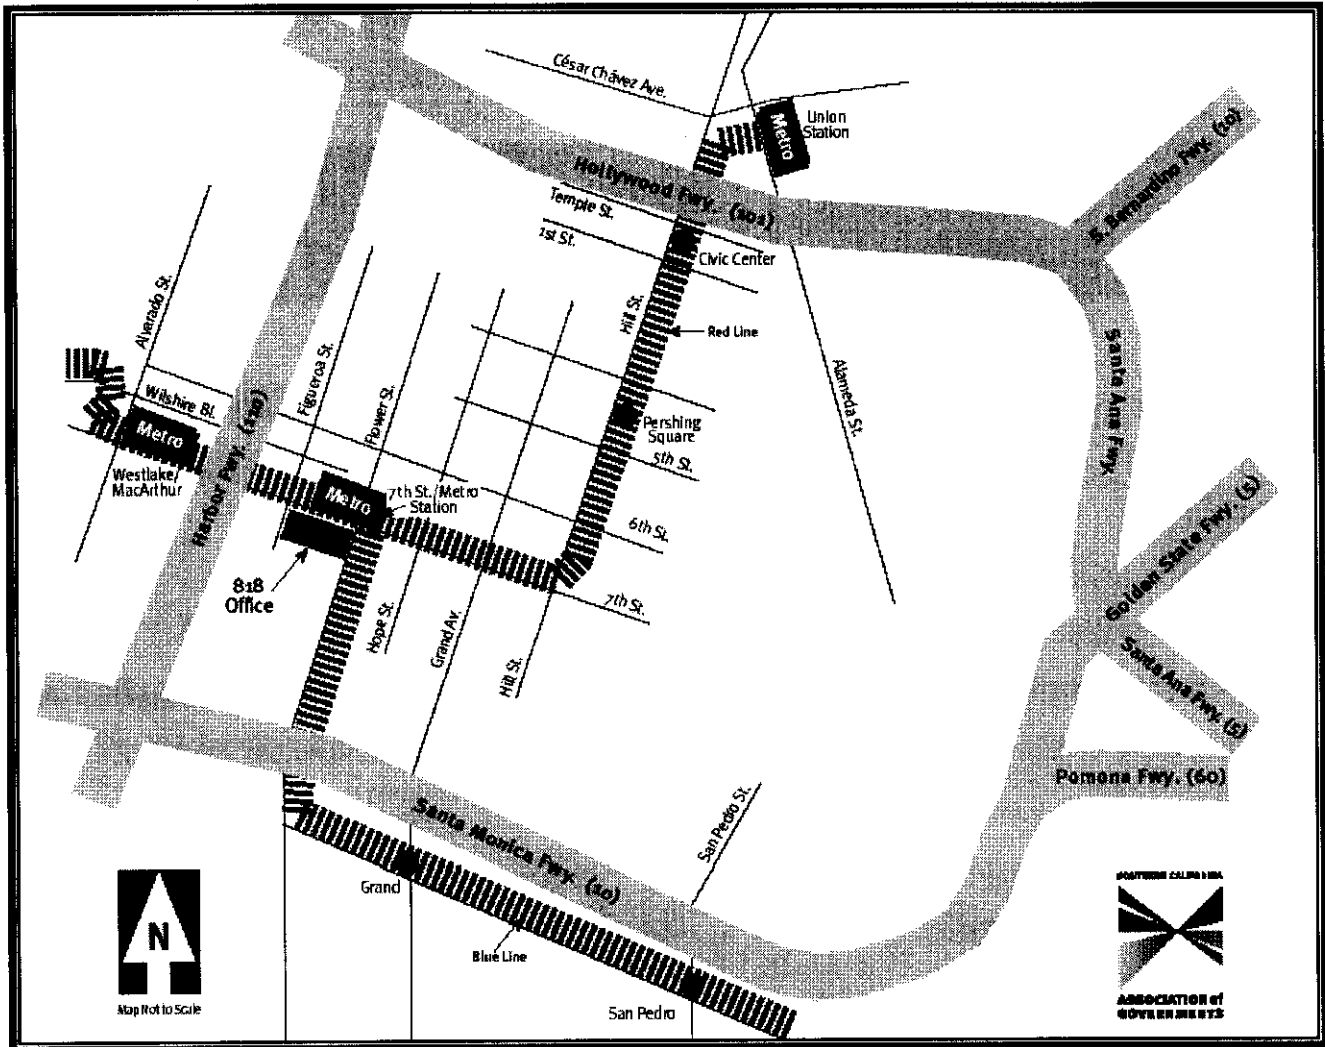 César Chávez Ave.
Metro
Union
Station
S. Bernardino Fwy. (10)
Hollywood Fwy. (101)
Temple St.
1st St.
Civic Center
Alvarado St.
Hill St.
Red Line
Figueroa St.
Flower St.
Alameda St.
Santa Ana Fwy.
Wilshire Bl.
Harbor Fwy. (110)
Metro
Westlake/
MacArthur
Pershing
Square
5th St.
Metro
7th St./Metro
Station
6th St.
Golden State Fwy. (5)
818
Office
7th St.
Hope St.
Grand Av.
Hill St.
Santa Ana Fwy. (5)
Pomona Fwy. (60)
Santa Monica Fwy. (10)
San Pedro St.
Grand
Blue Line
San Pedro
N
Map Not to Scale
SOUTHERN CALIFORNIA
ASSOCIATION of
GOVERNMENTS